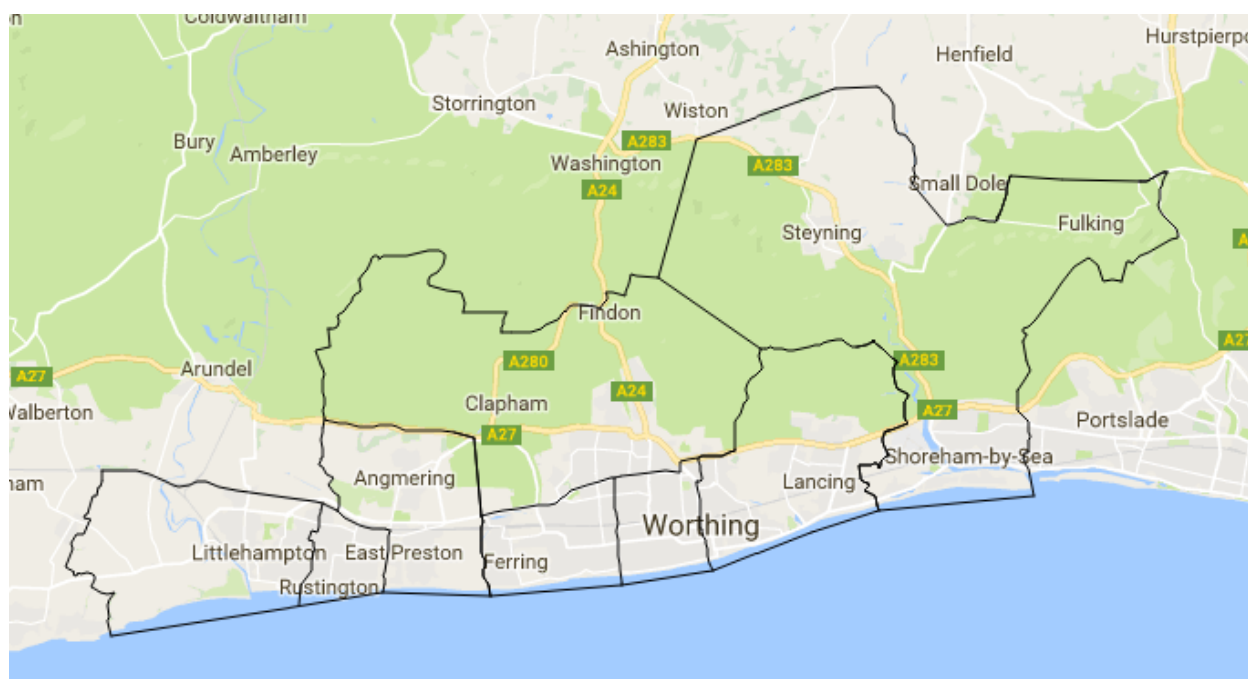 Coldwaltham
Hurstpierpo
Ashington
Henfield
Storrington
Wiston
Bury
A283
Amberley
Washington
A283
A24
Small Dole
Fulking
Steyning
A
Findon
A27
A280
A283
Arundel
A27
A24
Clapham
Walberton
A27
A27
Portslade
Shoreham-by-Sea
Angmering
Lancing
ham
Worthing
Littlehampton
East Preston
Ferring
Rustington